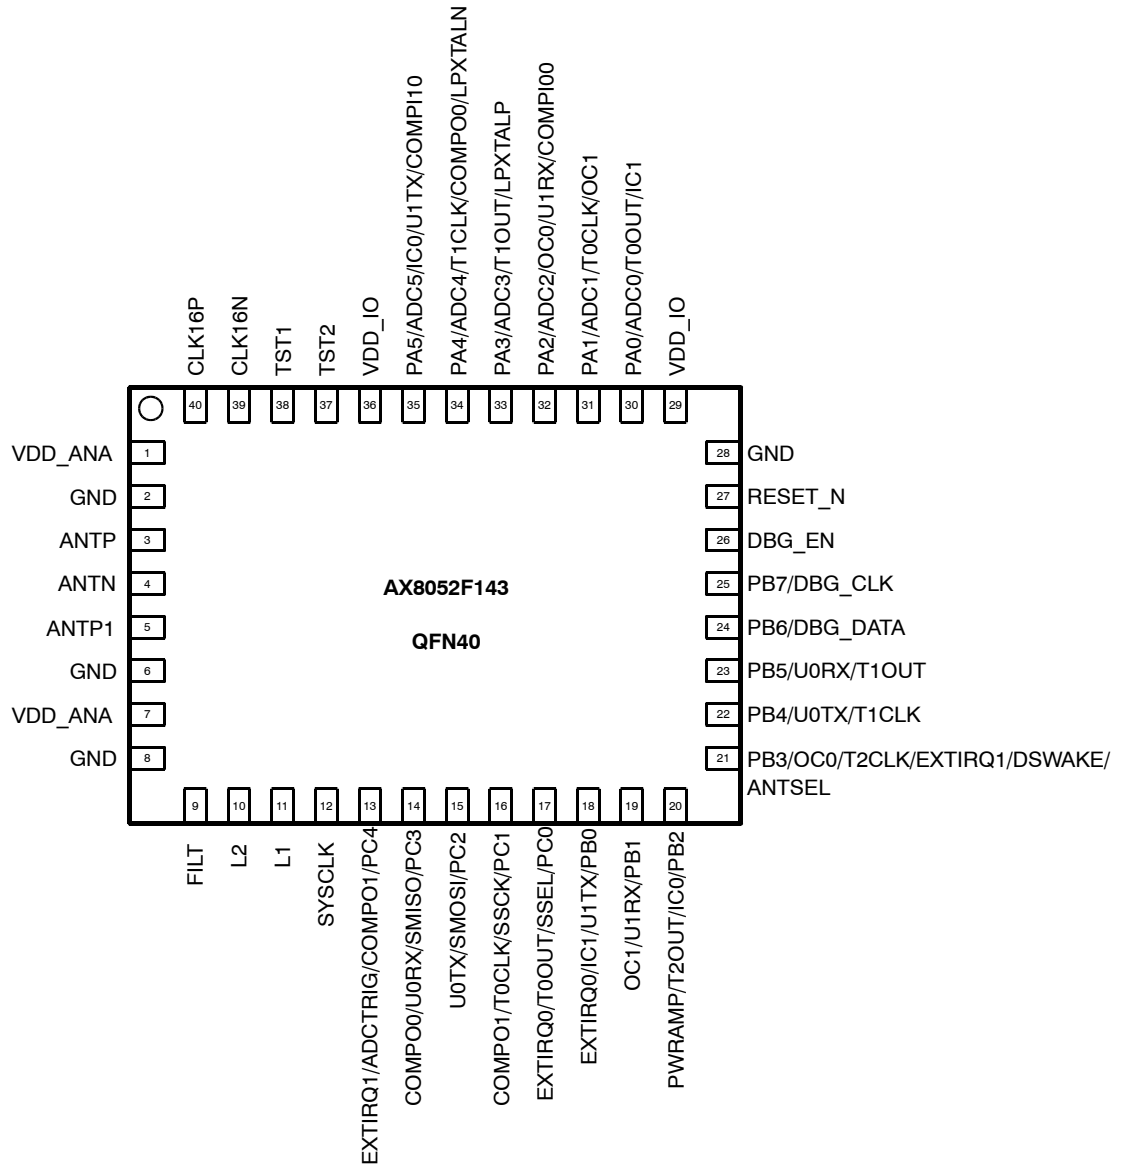 CLK16P
CLK16N
TST1
TST2
VDD_IO
PA5/ADC5/IC0/U1TX/COMPI10
PA4/ADC4/T1CLK/COMPO0/LPXTALN
PA3/ADC3/T1OUT/LPXTALP
PA2/ADC2/OC0/U1RX/COMPI00
PA1/ADC1/T0CLK/OC1
PA0/ADC0/T0OUT/IC1
VDD_IO
40
39
38
37
36
35
34
33
32
31
30
29
VDD_ANA 1
GND 2
ANTP 3
ANTN 4
ANTP1 5
GND 6
VDD_ANA 7
GND 8
AX8052F143
QFN40
28 GND
27 RESET_N
26 DBG_EN
25 PB7/DBG_CLK
24 PB6/DBG_DATA
23 PB5/U0RX/T1OUT
22 PB4/U0TX/T1CLK
21 PB3/OC0/T2CLK/EXTIRQ1/DSWAKE/
ANTSEL
9
10
11
12
13
14
15
16
17
18
19
20
FILT
L2
L1
SYSCLK
EXTIRQ1/ADCTRIG/COMPO1/PC4
COMPO0/U0RX/SMISO/PC3
U0TX/SMOSI/PC2
COMPO1/T0CLK/SSCK/PC1
EXTIRQ0/T0OUT/SSEL/PC0
EXTIRQ0/IC1/U1TX/PB0
OC1/U1RX/PB1
PWRAMP/T2OUT/IC0/PB2